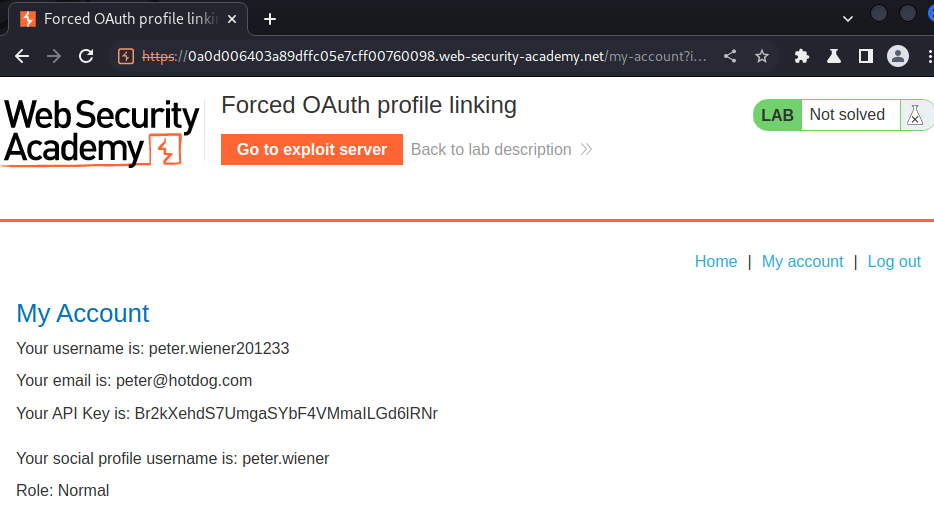 Forced OAuth profile linkin
https://0a0d006403a89dffc05e7cff00760098.web-security-academy.net/my-account?i...
Web Security
Academy
Forced OAuth profile linking
Go to exploit server
Back to lab description
LAB
Not solved
Home | My account | Log out
My Account
Your username is: peter.wiener201233
Your email is: peter@hotdog.com
Your API Key is: Br2kXehdS7UmgaSYbF4VMmaILGd6lRNr
Your social profile username is: peter.wiener
Role: Normal